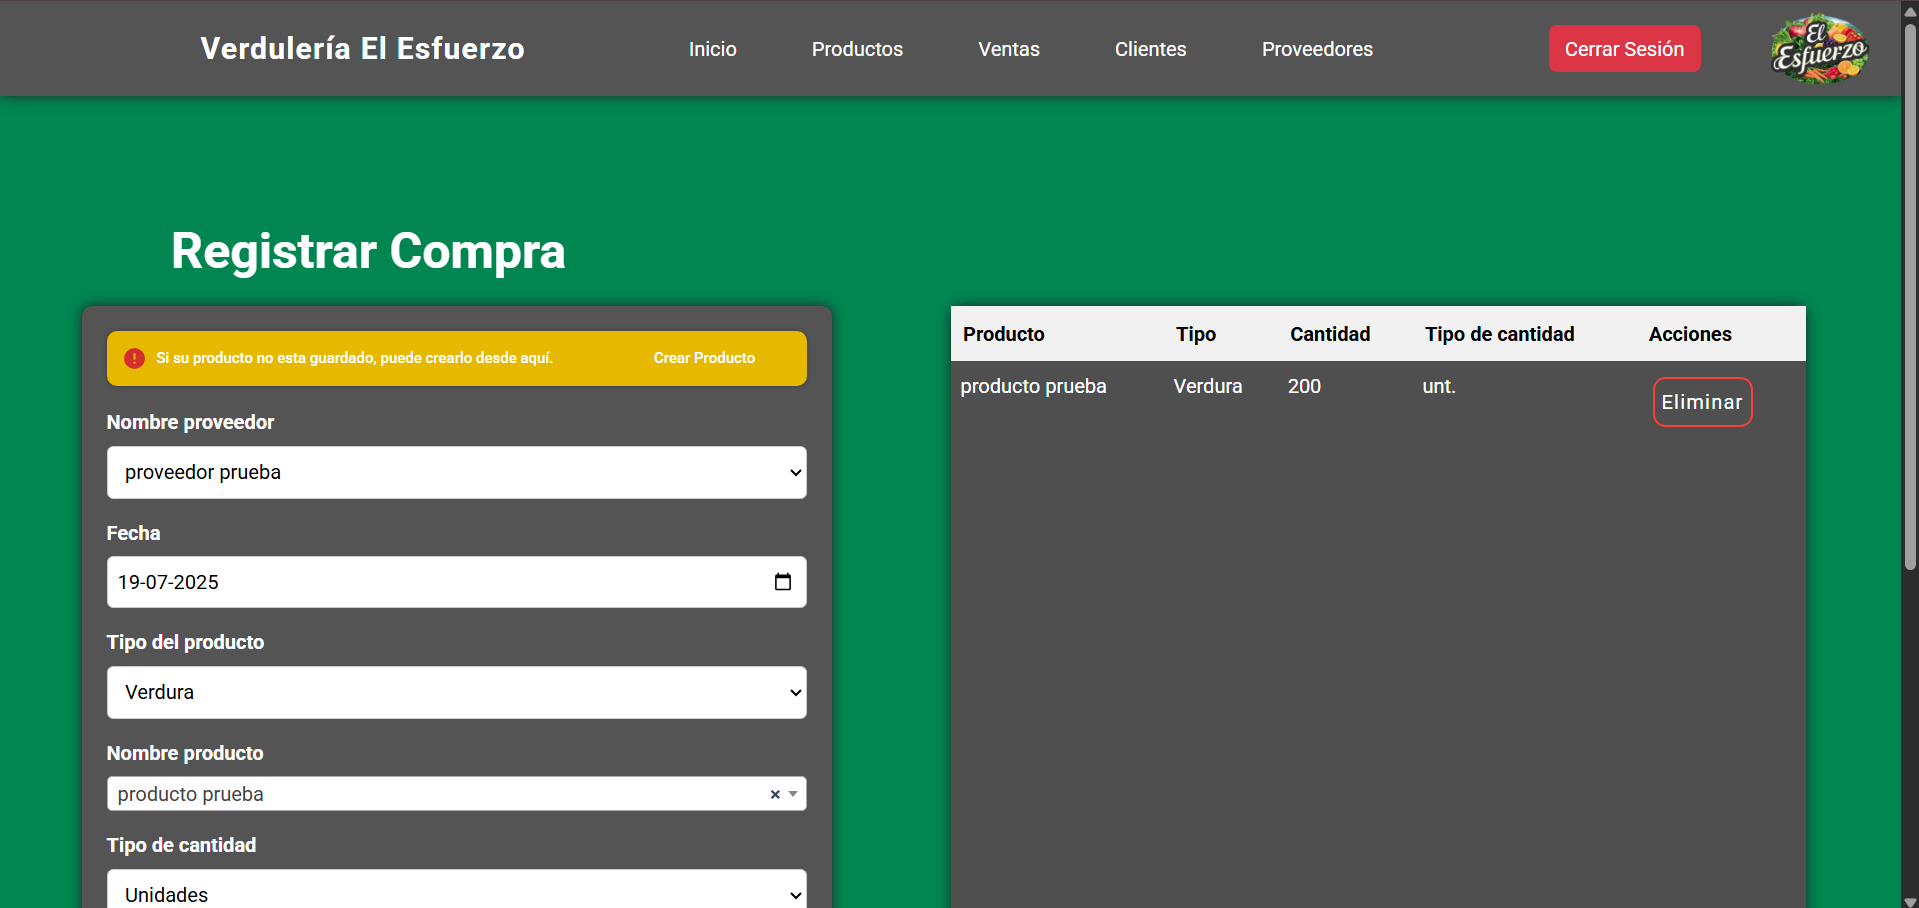 Verdulería El Esfuerzo
Inicio
Productos
Ventas
Clientes
Proveedores
Cerrar Sesión
El Esfuerzo
Registrar Compra
Si su producto no esta guardado, puede crearlo desde aquí.
Crear Producto
Nombre proveedor
proveedor prueba
Fecha
19-07-2025
Tipo del producto
Verdura
Nombre producto
producto prueba
×
Tipo de cantidad
Unidades
Producto Tipo Cantidad Tipo de cantidad Acciones
producto prueba Verdura 200 unt. Eliminar